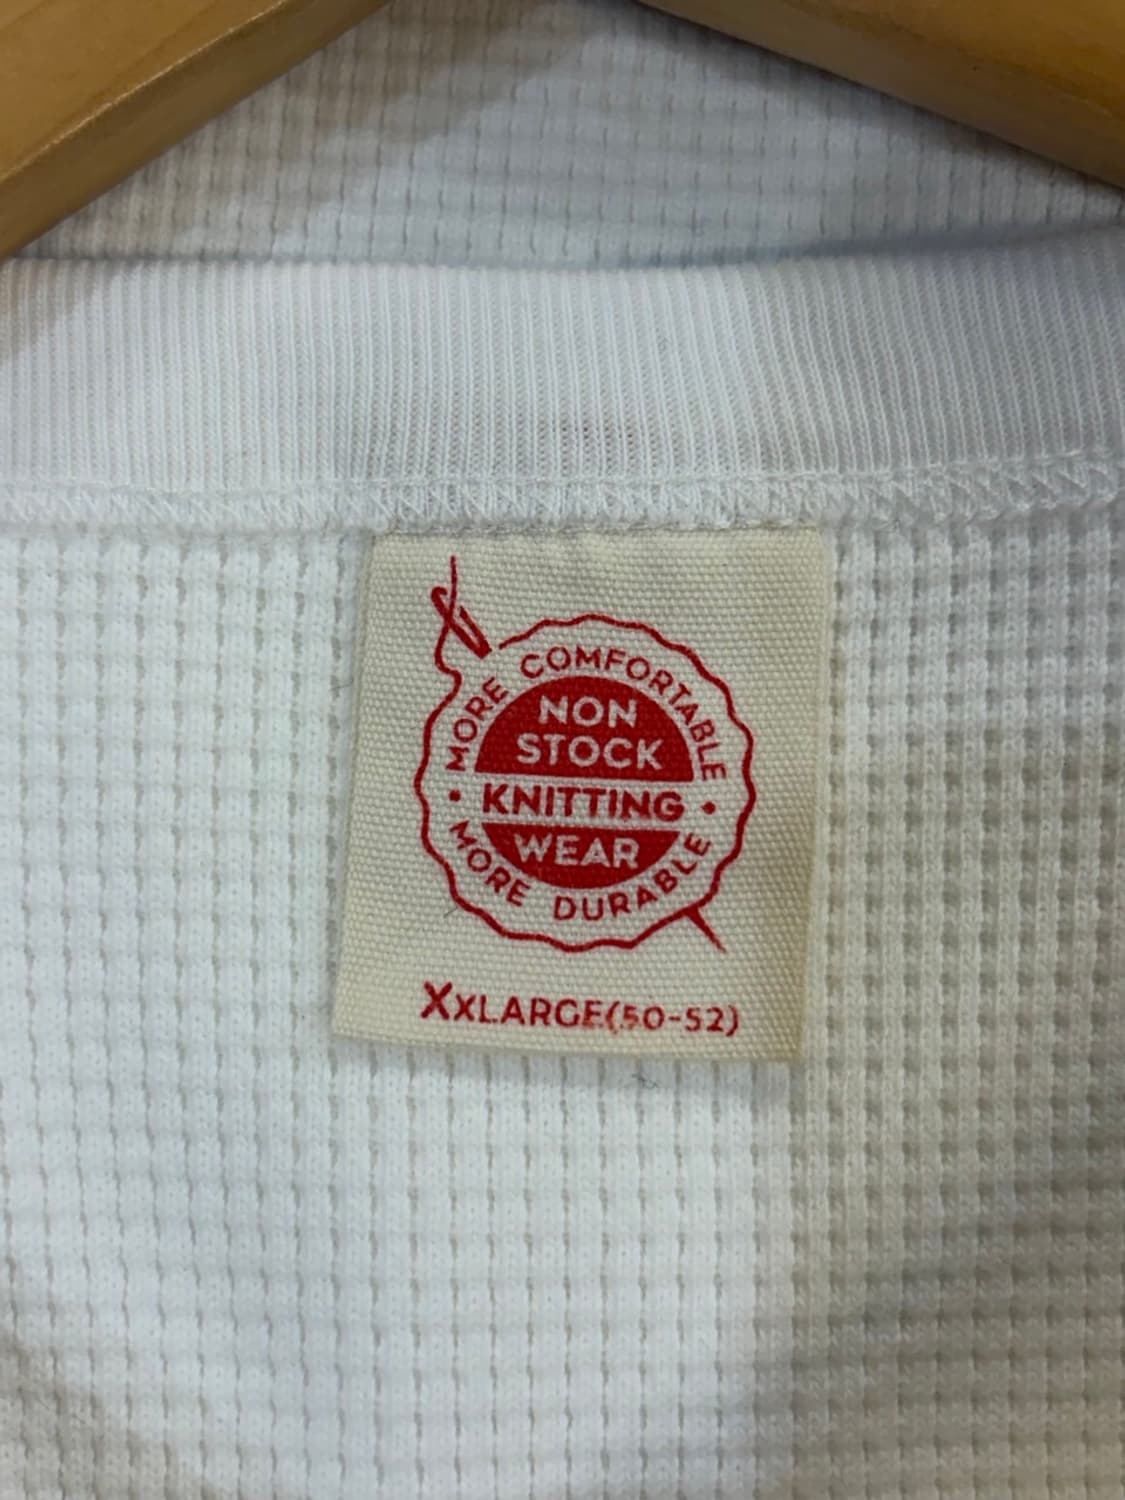 MORE COMFORTABLE
NON
STOCK
• KNITTING •
WEAR
MORE DURABLE
XXLARGE(50-52)